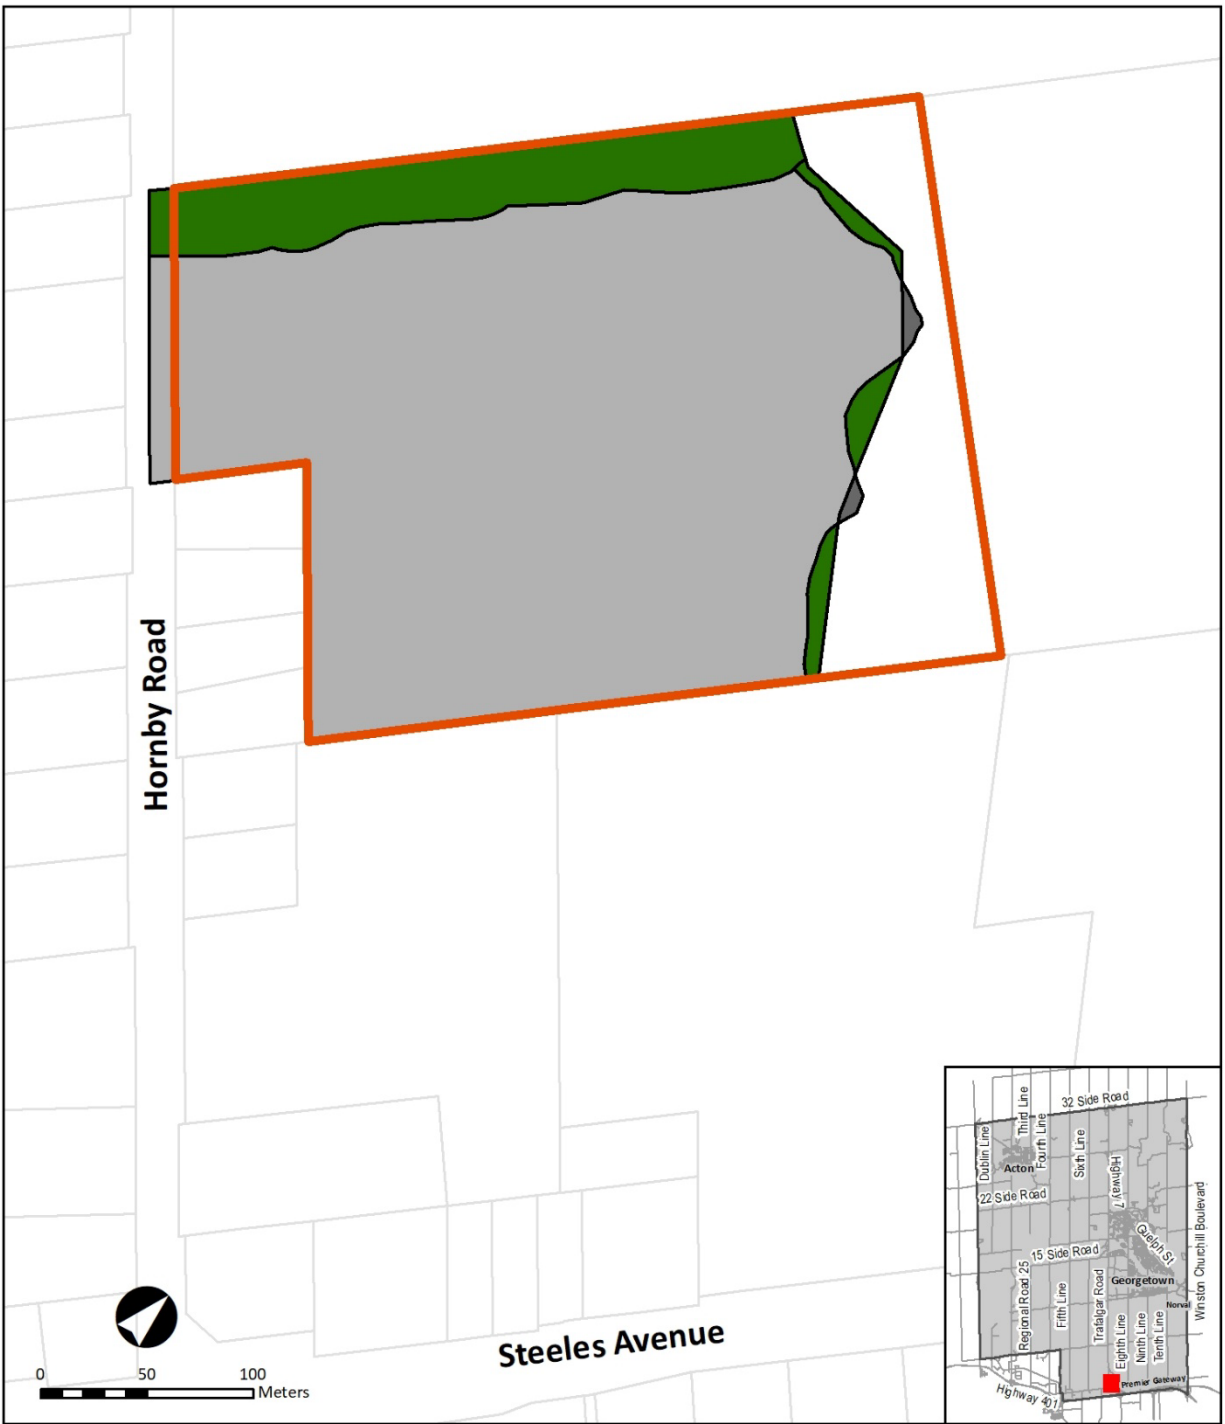 Hornby Road
Steeles Avenue
0 50 100
Meters
32 Side Road
Third Line
Fourth Line
Dublin Line
Sixth Line
Acton
Highway 7
22 Side Road
Winston Churchill Boulevard
Guelph St
15 Side Road
Georgetown
Regional Road 25
Fifth Line
Trafalgar Road
Norval
Eighth Line
Ninth Line
Tenth Line
Premier Gateway
Highway 401